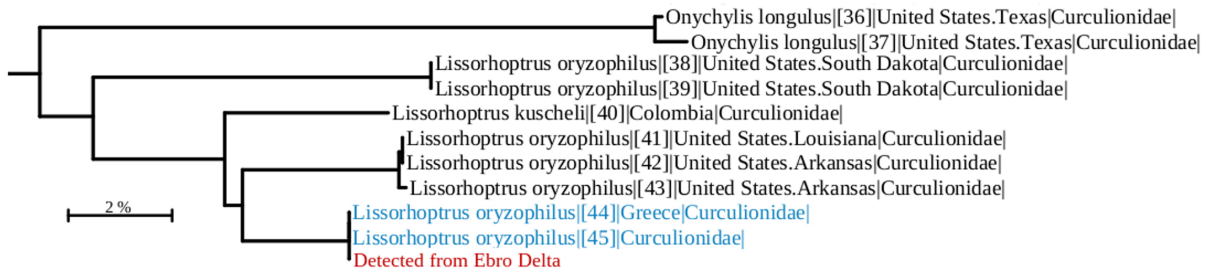 Onychylis longulus|[36]|United States.Texas|Curculionidae|
Onychylis longulus|[37]|United States.Texas|Curculionidae|
Lissorhoptrus oryzophilus|[38]|United States.South Dakota|Curculionidae|
Lissorhoptrus oryzophilus|[39]|United States.South Dakota|Curculionidae|
Lissorhoptrus kuscheli|[40]|Colombia|Curculionidae|
Lissorhoptrus oryzophilus|[41]|United States.Louisiana|Curculionidae|
Lissorhoptrus oryzophilus|[42]|United States.Arkansas|Curculionidae|
Lissorhoptrus oryzophilus|[43]|United States.Arkansas|Curculionidae|
2 %
Lissorhoptrus oryzophilus|[44]|Greece|Curculionidae|
Lissorhoptrus oryzophilus|[45]|Curculionidae|
Detected from Ebro Delta